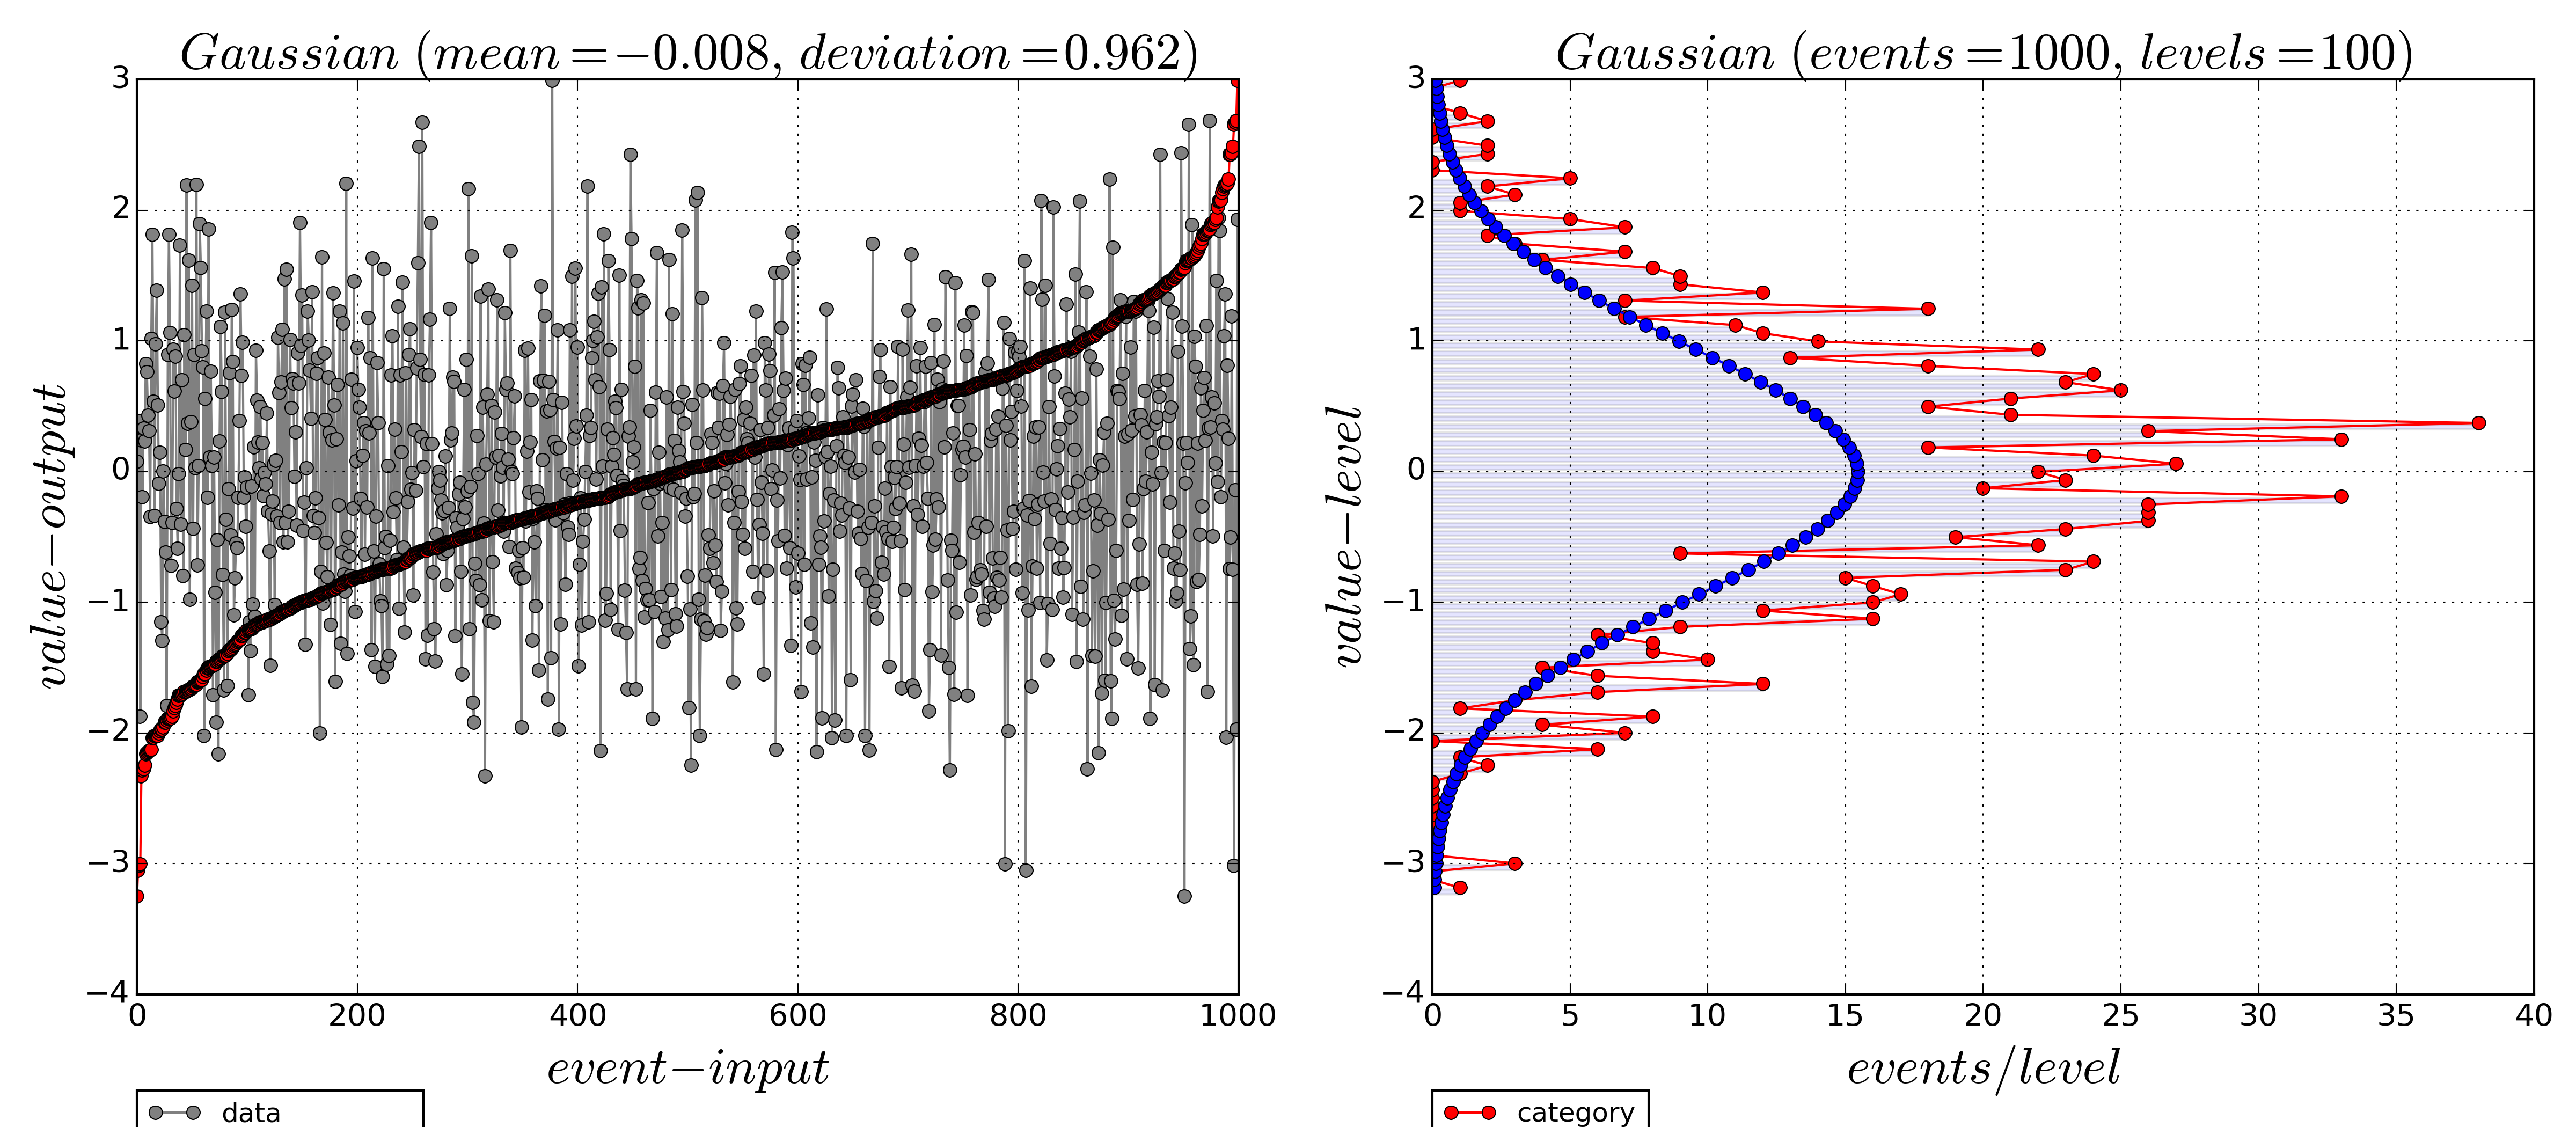 Gaussian (mean=−0.008, deviation=0.962)
3
2
1
0
−1
−2
−3
−4
value−output
0 200 400 600 800 1000
event−input
data
Gaussian (events=1000, levels=100)
3
2
1
0
−1
−2
−3
−4
value−level
0 5 10 15 20 25 30 35 40
events/level
category